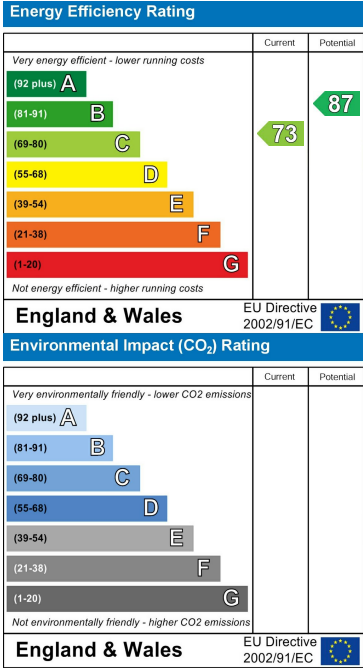 Energy Efficiency Rating
Current Potential
Very energy efficient - lower running costs
(92 plus) A
(81-91) B
87
(69-80) C
73
(55-68) D
(39-54) E
(21-38) F
(1-20) G
Not energy efficient - higher running costs
England & Wales
EU Directive
2002/91/EC
Environmental Impact (CO₂) Rating
Current Potential
Very environmentally friendly - lower CO2 emissions
(92 plus) A
(81-91) B
(69-80) C
(55-68) D
(39-54) E
(21-38) F
(1-20) G
Not environmentally friendly - higher CO2 emissions
England & Wales
EU Directive
2002/91/EC